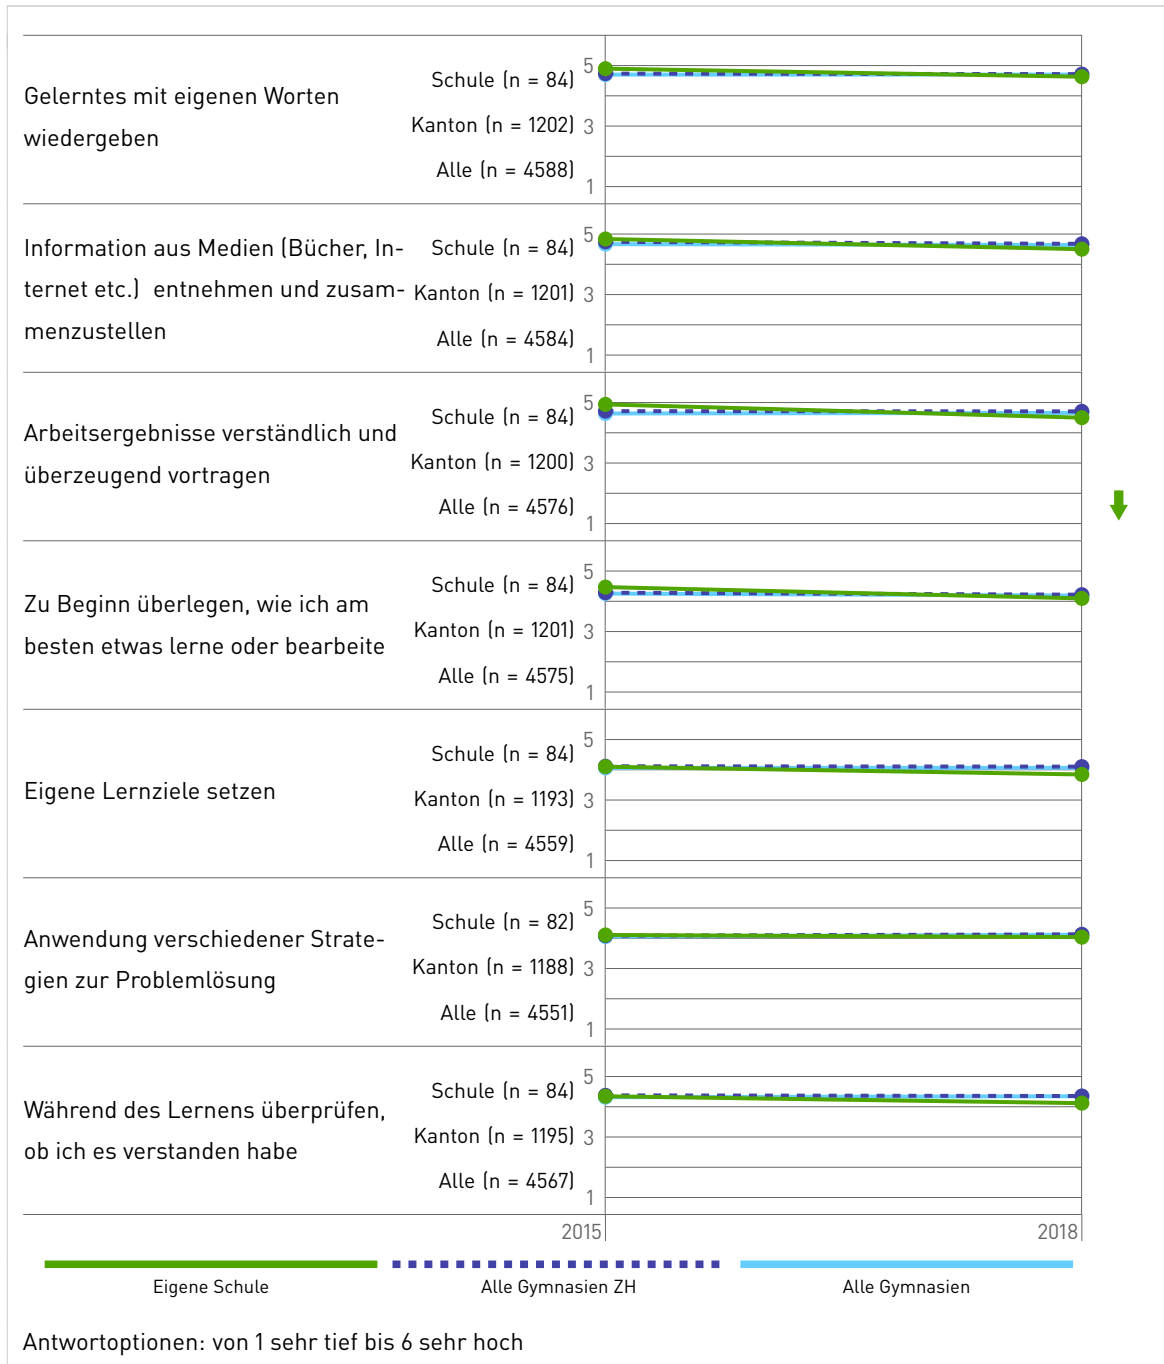 Gelerntes mit eigenen Worten
wiedergeben
Schule (n = 84)
Kanton (n = 1202)
Alle (n = 4588)
5
3
1
Information aus Medien (Bücher, In-
ternet etc.) entnehmen und zusam-
menzustellen
Schule (n = 84)
Kanton (n = 1201)
Alle (n = 4584)
5
3
1
Arbeitsergebnisse verständlich und
überzeugend vortragen
Schule (n = 84)
Kanton (n = 1200)
Alle (n = 4576)
5
3
1
Zu Beginn überlegen, wie ich am
besten etwas lerne oder bearbeite
Schule (n = 84)
Kanton (n = 1201)
Alle (n = 4575)
5
3
1
Eigene Lernziele setzen
Schule (n = 84)
Kanton (n = 1193)
Alle (n = 4559)
5
3
1
Anwendung verschiedener Strate-
gien zur Problemlösung
Schule (n = 82)
Kanton (n = 1188)
Alle (n = 4551)
5
3
1
Während des Lernens überprüfen,
ob ich es verstanden habe
Schule (n = 84)
Kanton (n = 1195)
Alle (n = 4567)
5
3
1
2015 2018
Eigene Schule Alle Gymnasien ZH Alle Gymnasien
Antwortoptionen: von 1 sehr tief bis 6 sehr hoch